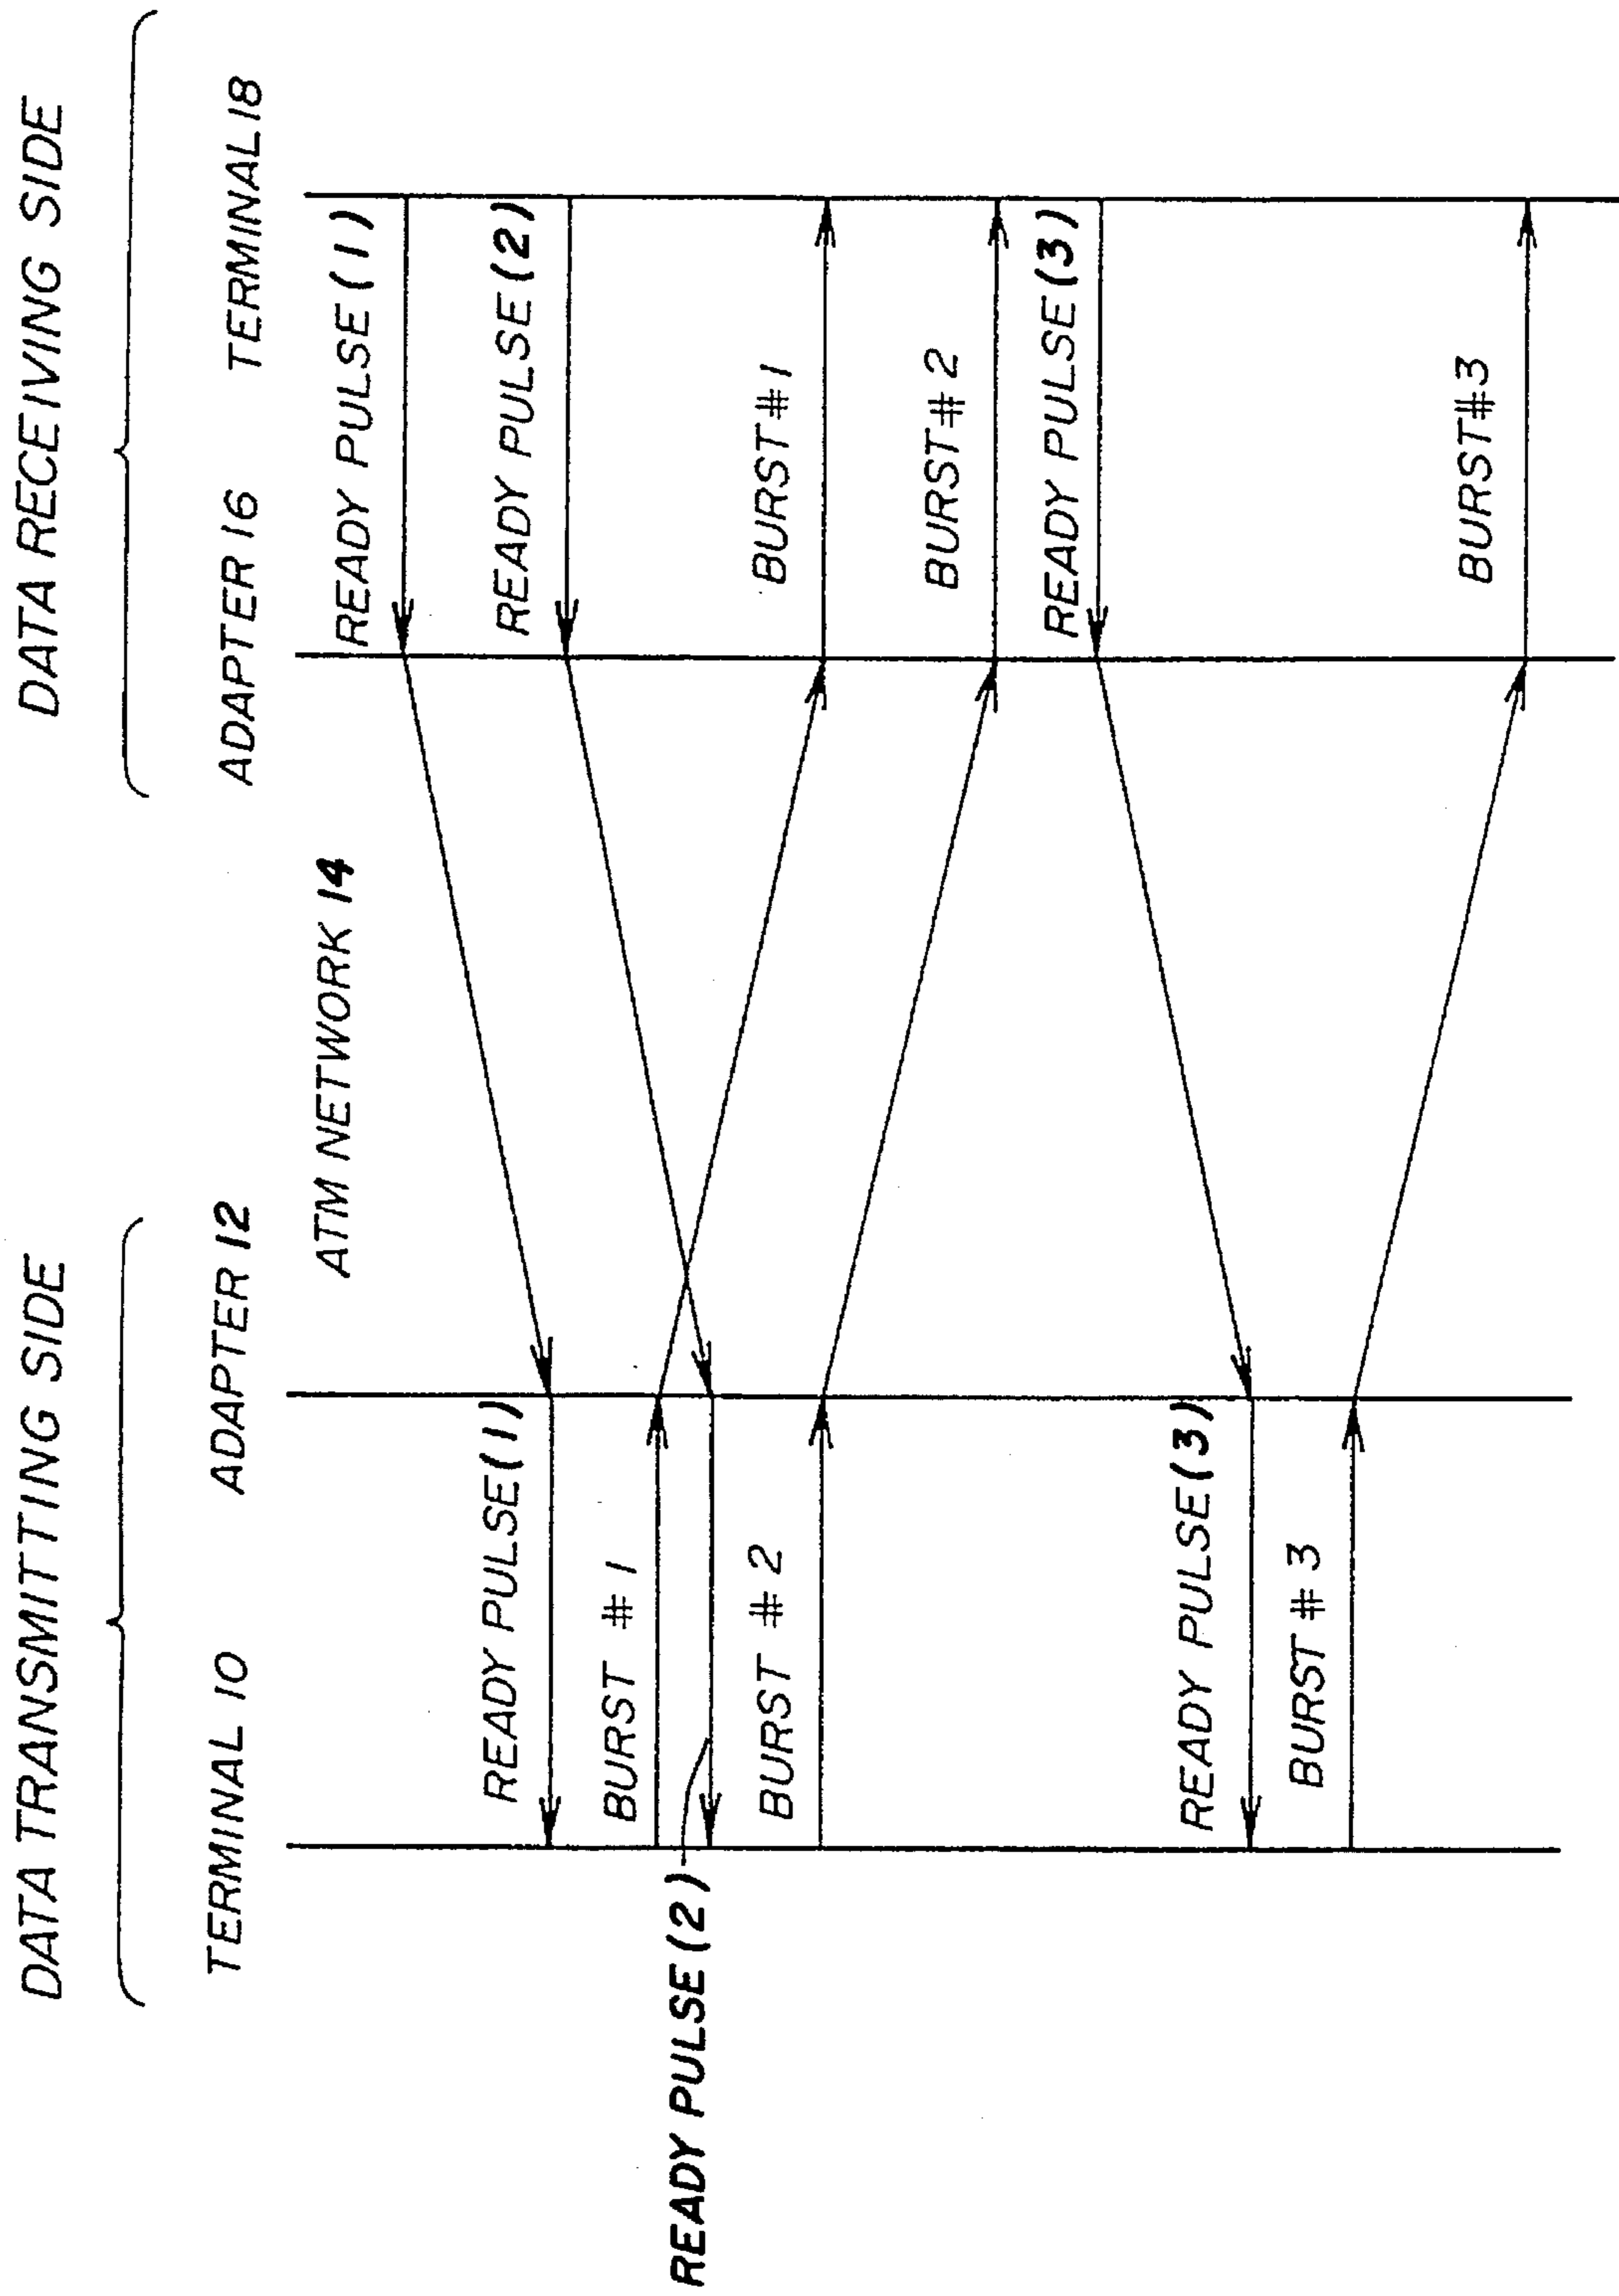 DATA TRANSMITTING SIDE
DATA RECEIVING SIDE
TERMINAL 10
ADAPTER 12
ADAPTER 16
TERMINAL 18
ATM NETWORK 14
READY PULSE (1)
READY PULSE (2)
READY PULSE (1)
BURST #1
READY PULSE (2)
BURST #2
BURST #1
BURST #2
READY PULSE (3)
READY PULSE (3)
BURST #3
BURST #3